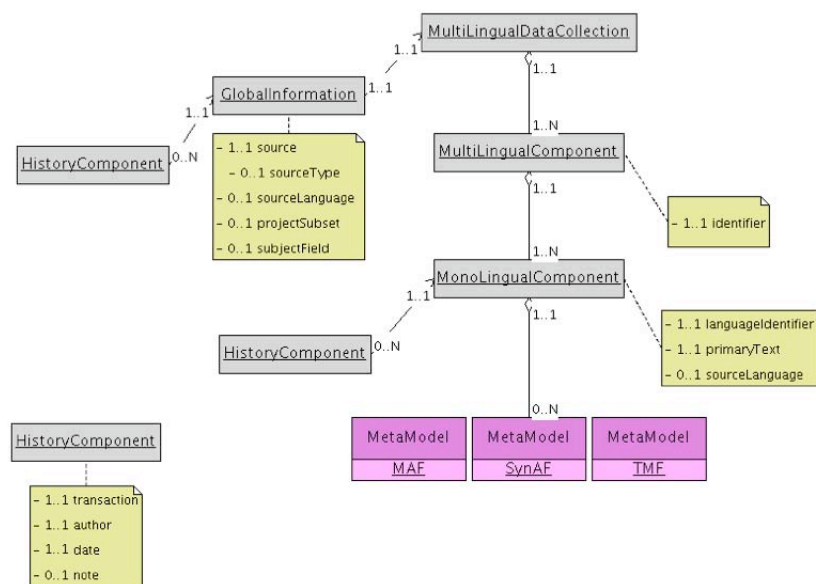 MultiLingualDataCollection
1..1
1..1
1..1
GlobalInformation
1..1
0..N
HistoryComponent
- 1..1 source
- 0..1 sourceType
- 0..1 sourceLanguage
- 0..1 projectSubset
- 0..1 subjectField
1..N
MultiLingualComponent
1..1
- 1..1 identifier
1..N
MonoLingualComponent
1..1
1..1
0..N
HistoryComponent
- 1..1 languageIdentifier
- 1..1 primaryText
- 0..1 sourceLanguage
0..N
MetaModel
MAF
MetaModel
SynAF
MetaModel
TMF
HistoryComponent
- 1..1 transaction
- 1..1 author
- 1..1 date
- 0..1 note